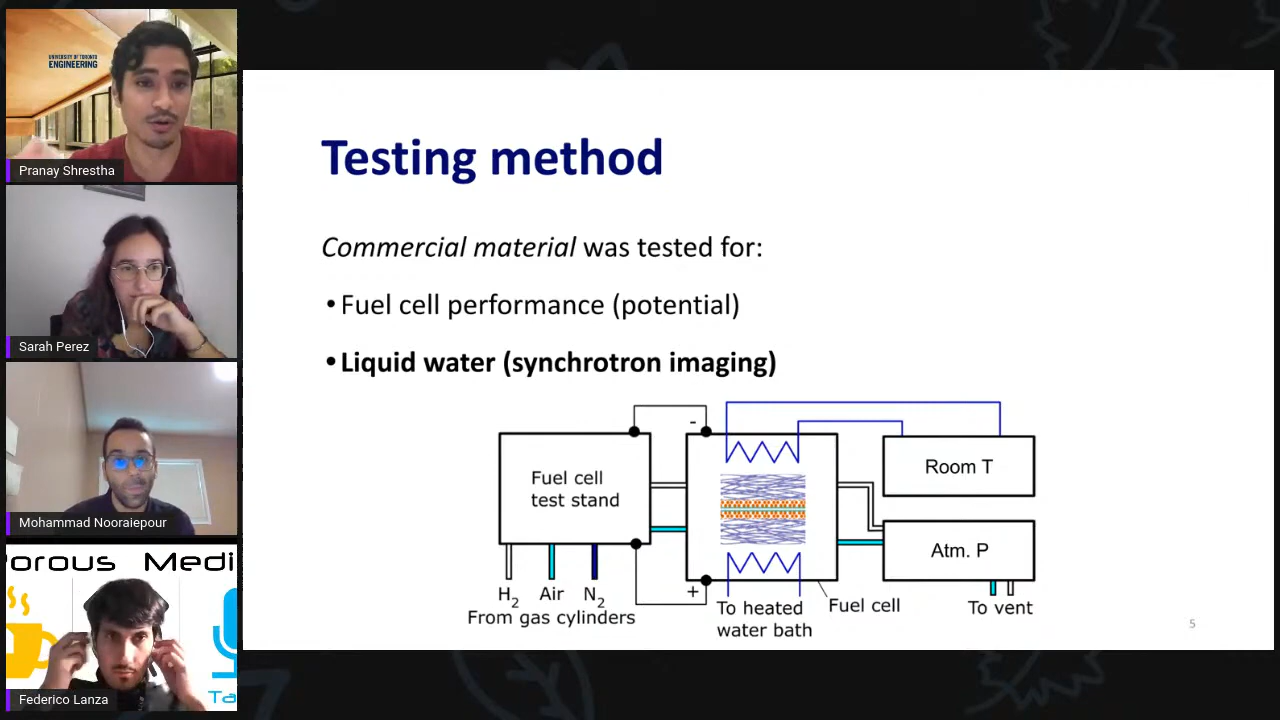 UNIVERSITY OF TORONTO
ENGINEERING
Pranay Shrestha
Sarah Perez
Mohammad Nooraiepour
orous Medi
Ta
Federico Lanza
Testing method
Commercial material was tested for:
•Fuel cell performance (potential)
•Liquid water (synchrotron imaging)
Fuel cell
test stand
-
+
Room T
Atm. P
H2
Air
N2
From gas cylinders
To heated
water bath
Fuel cell
To vent
5